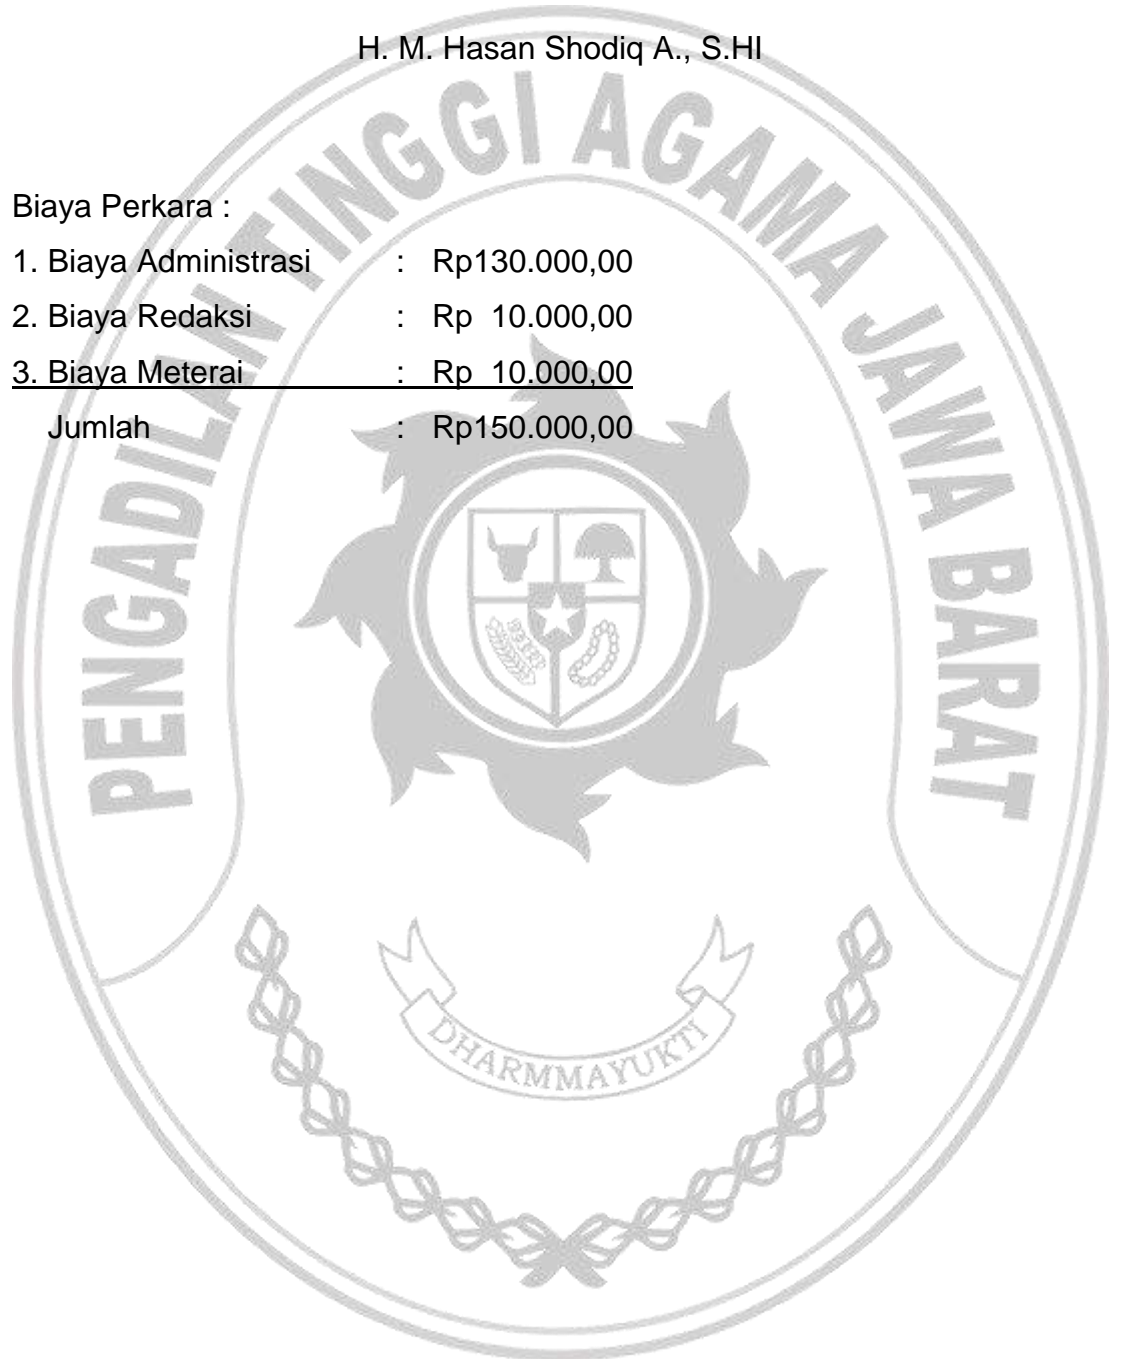 H. M. Hasan Shodiq A., S.HI
PENGADILAN TINGGI AGAMA JAWA BARAT
Biaya Perkara :
1. Biaya Administrasi : Rp130.000,00
2. Biaya Redaksi : Rp 10.000,00
3. Biaya Meterai : Rp 10.000,00
Jumlah : Rp150.000,00
DHARMMAYUKTI